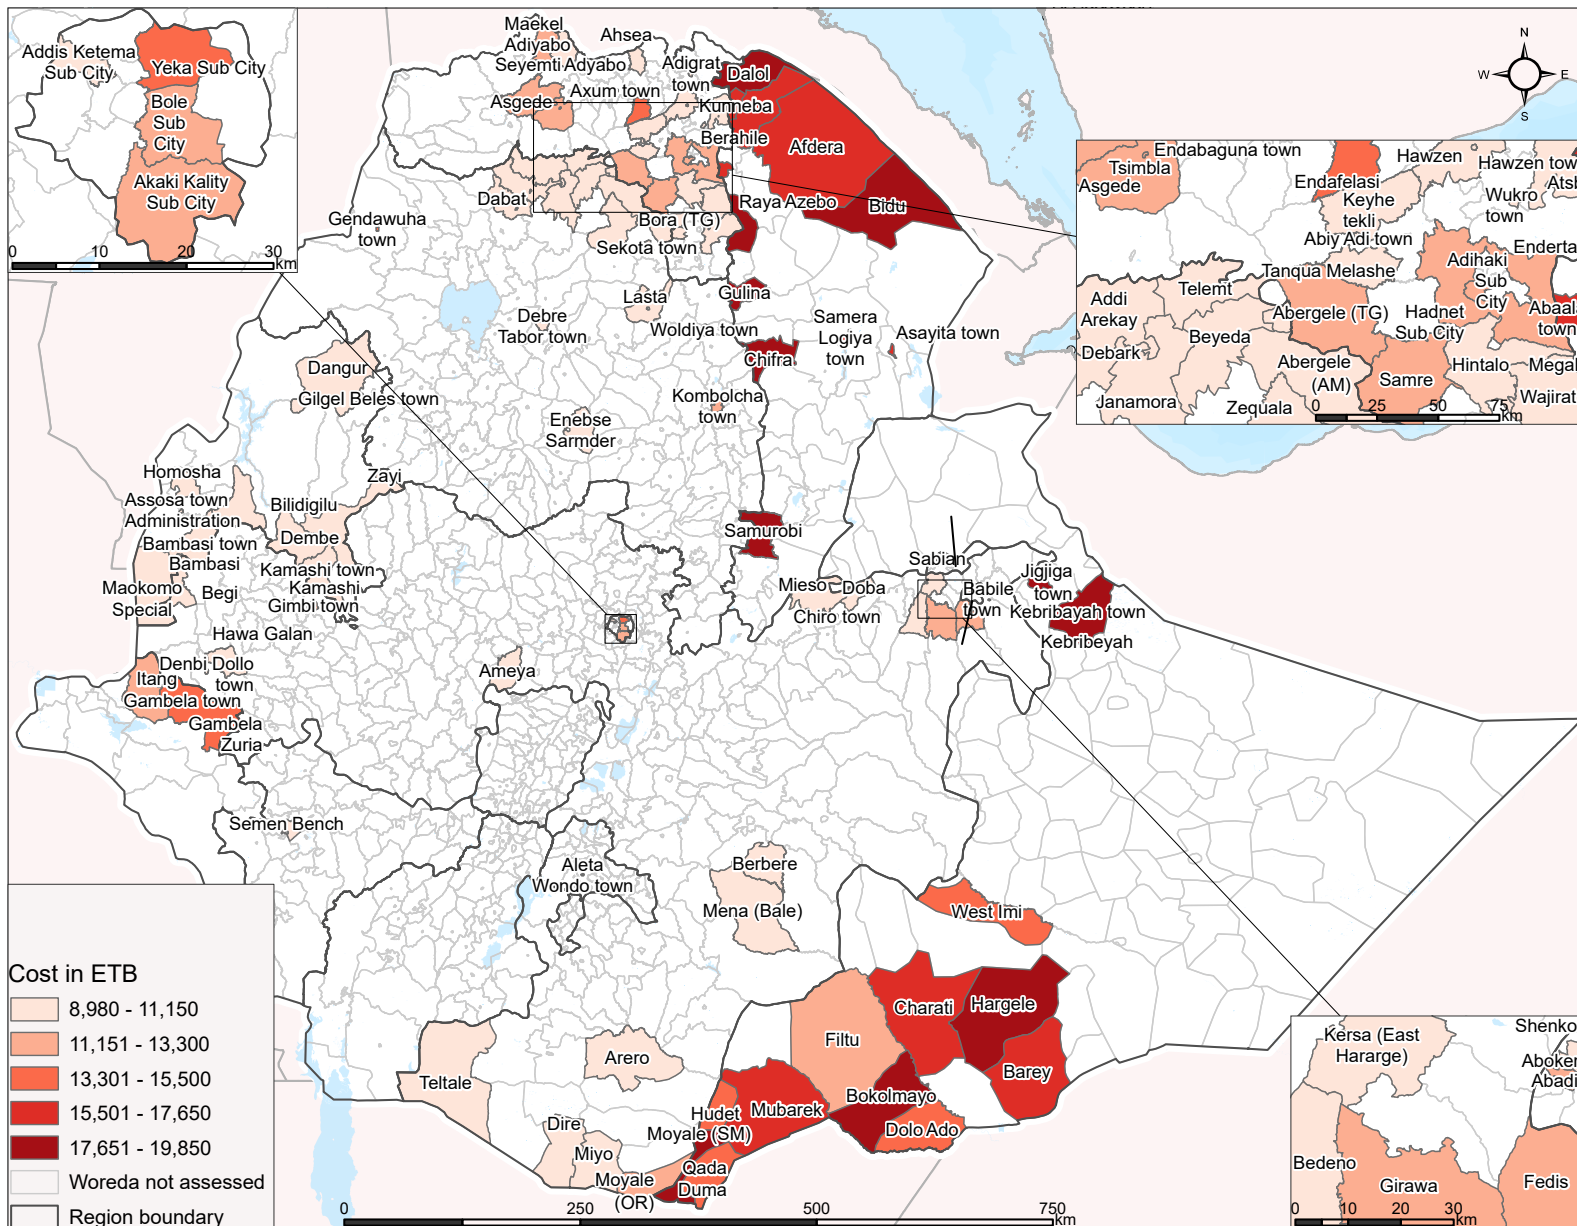 Addis Ketema
Sub City
Yeka Sub City
Bole
Sub
City
Akaki Kality
Sub City
0
10
20
30
km
Maekel
Adiyabo
Ahsea
Seyemti Adyabo
Adigrat
town
Dalol
Asgede
Axum town
Kunneba
Berahile
Afdera
Dabat
Raya Azebo
Bidu
Bora (TG)
Gendawuha
town
Sekota town
Lasta
Gulina
Debre
Tabor town
Woldiya town
Samera
Logiya
town
Asayita town
Dangur
Chifra
Gilgel Beles town
Kombolcha
town
Enebse
Sarmder
N
W
E
S
Endabaguna town
Hawzen
Tsimbla
Asgede
Hawzen tow
Endafelasi
Atsb
Keyhe
tekli
Wukro
town
Abiy Adi town
Enderta
Tanqua Melashe
Adihaki
Sub
City
Telemt
Addi
Arekay
Abergele (TG)
Hadnet
Sub City
Abaala
town
Beyeda
Debark
Abergele
(AM)
Hintalo
Megal
Samre
Janamora
Zequala
Wajirat
0
25
50
75
km
Homosha
Zayi
Assosa town
Administration
Bilidigilu
Bambasi town
Dembe
Bambasi
Kamashi town
Maokomo
Special
Begi
Kamashi
Gimbi town
Samurobi
Hawa Galan
Sabian
Mieso
Doba
Babile
town
Jigjiga
town
Chiro town
Kebribayah town
Kebribeyah
Denbi Dollo
town
Itang
Gambela town
Gambela
Zuria
Ameya
Semen Bench
Aleta
Wondo town
Berbere
Mena (Bale)
West Imi
Charati
Hargele
Filtu
Barey
Teltale
Arero
Bokolmayo
Mubarek
Hudet
Dolo Ado
Dire
Moyale (SM)
Miyo
Qada
Duma
Moyale
(OR)
0
250
500
750
km
Kersa (East
Hararge)
Shenko
Aboker
Abadi
Bedeno
Girawa
Fedis
0
10
20
30
km
Cost in ETB
8,980 - 11,150
11,151 - 13,300
13,301 - 15,500
15,501 - 17,650
17,651 - 19,850
Woreda not assessed
Region boundary